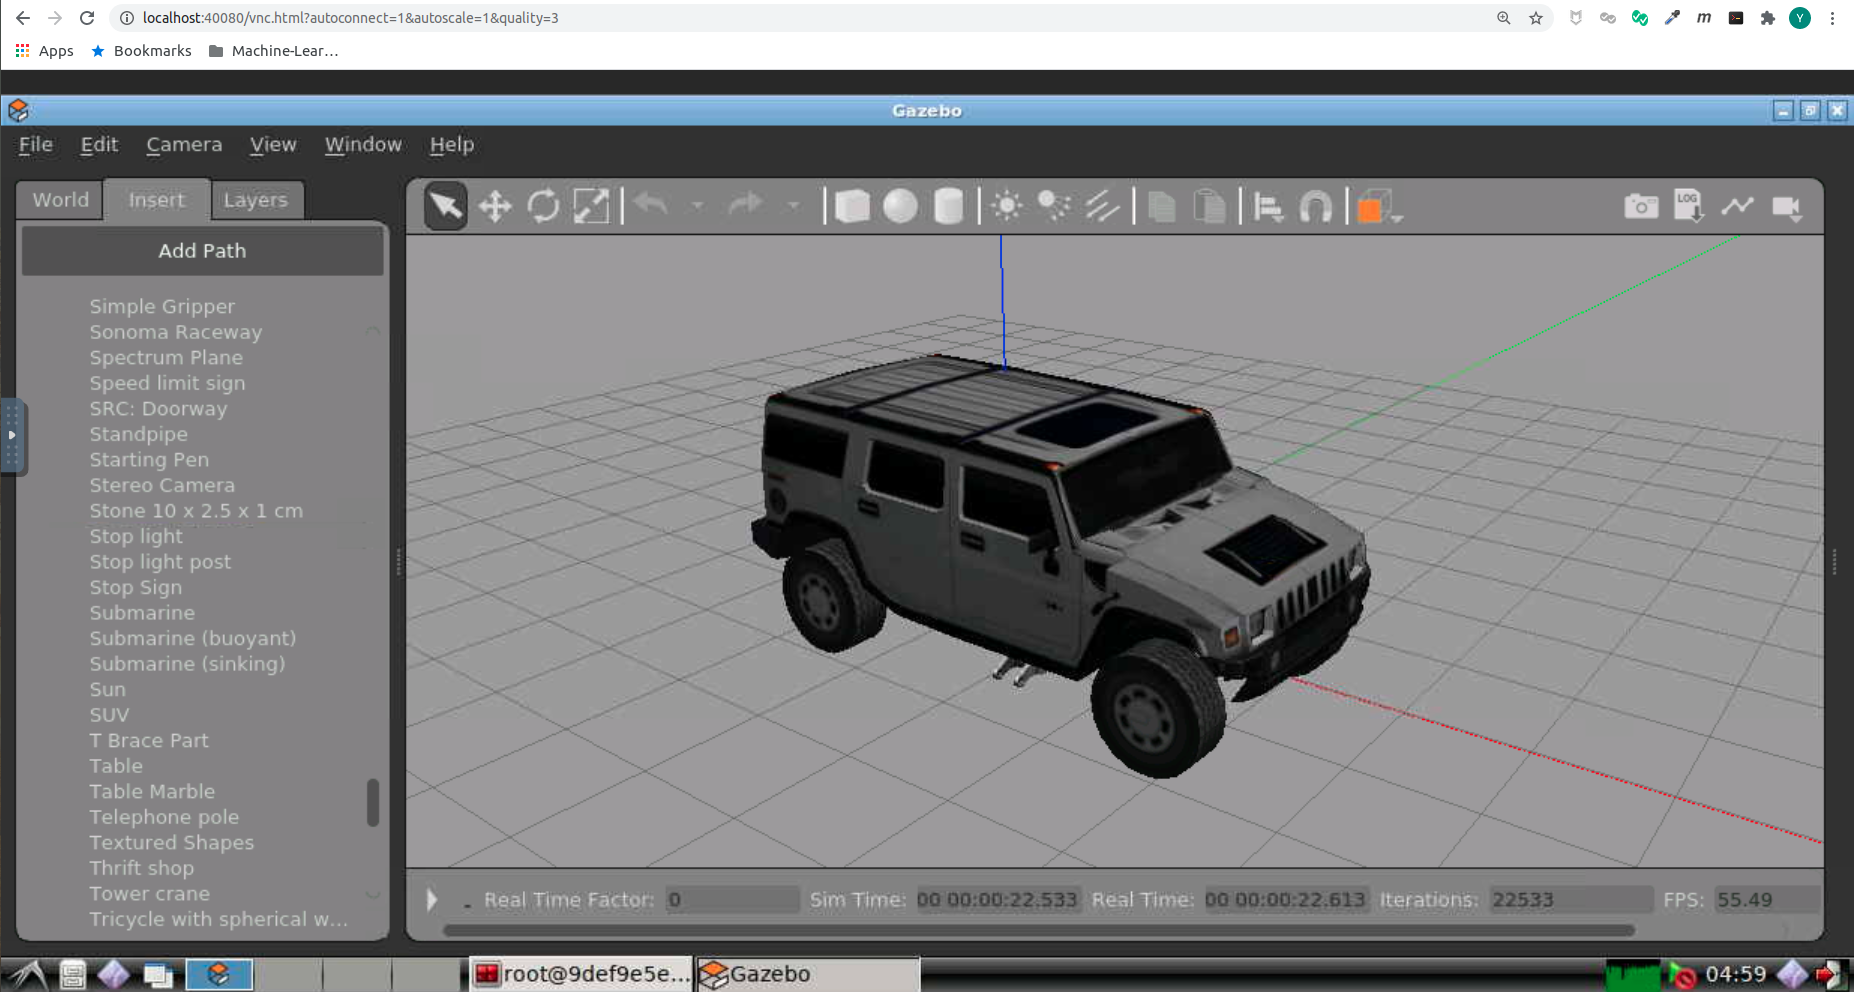 localhost:40080/vnc.html?autoconnect=1&autoscale=1&quality=3
m
Y
Apps
Bookmarks
Machine-Lear…
Gazebo
File Edit Camera View Window Help
World Insert Layers
LOG
Add Path
Simple Gripper
Sonoma Raceway
Spectrum Plane
Speed limit sign
SRC: Doorway
Standpipe
Starting Pen
Stereo Camera
Stone 10 x 2.5 x 1 cm
Stop light
Stop light post
Stop Sign
Submarine
Submarine (buoyant)
Submarine (sinking)
Sun
SUV
T Brace Part
Table
Table Marble
Telephone pole
Textured Shapes
Thrift shop
Tower crane
Tricycle with spherical w...
Real Time Factor: 0 Sim Time: 00 00:00:22.533 Real Time: 00 00:00:22.613 Iterations: 22533 FPS: 55.49
root@9def9e5e... Gazebo 04:59